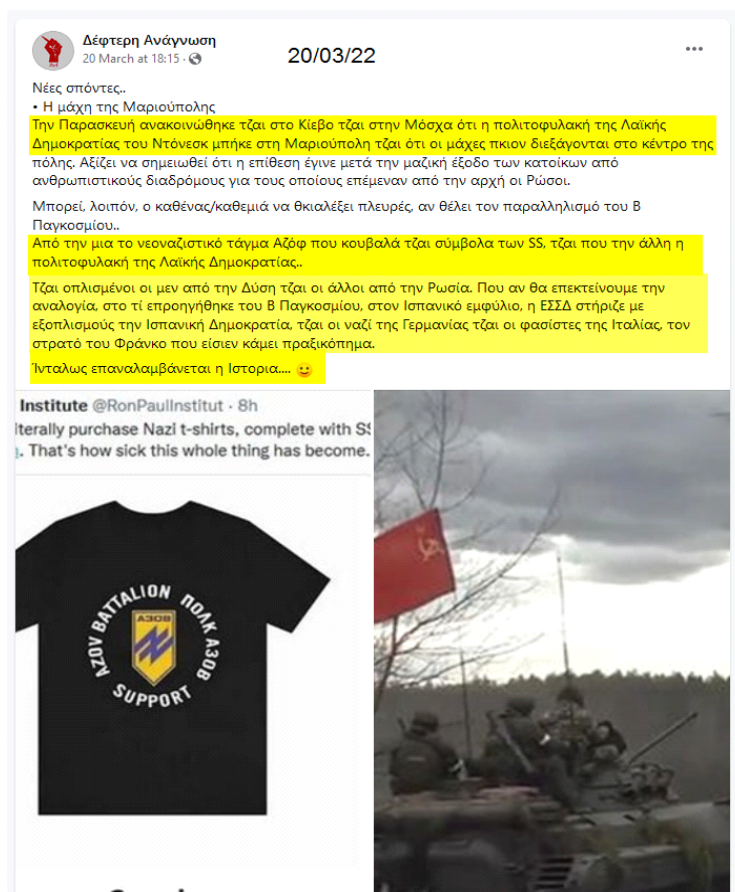 Δέφτερη Ανάγνωση
20 March at 18:15 ·
20/03/22
Νέες σπόντες..
• Η μάχη της Μαριούπολης
Την Παρασκευή ανακοινώθηκε τζαι στο Κίεβο τζαι στην Μόσχα ότι η πολιτοφυλακή της Λαϊκής
Δημοκρατίας του Ντόνεσκ μπήκε στη Μαριούπολη τζαι ότι οι μάχες πκιον διεξάγονται στο κέντρο της
πόλης. Αξίζει να σημειωθεί ότι η επίθεση έγινε μετά την μαζική έξοδο των κατοίκων από
ανθρωπιστικούς διαδρόμους για τους οποίους επέμεναν από την αρχή οι Ρώσοι.
Μπορεί, λοιπόν, ο καθένας/καθεμιά να θκιαλέξει πλευρές, αν θέλει τον παραλληλισμό του Β
Παγκοσμίου..
Από την μια το νεοναζιστικό τάγμα Αζόφ που κουβαλά τζαι σύμβολα των SS, τζαι που την άλλη η
πολιτοφυλακή της Λαϊκής Δημοκρατίας..
Τζαι οπλισμένοι οι μεν από την Δύση τζαι οι άλλοι από την Ρωσία. Που αν θα επεκτείνουμε την
αναλογία, στο τί επροηγήθηκε του Β Παγκοσμίου, στον Ισπανικό εμφύλιο, η ΕΣΣΔ στήριζε με
εξοπλισμούς την Ισπανική Δημοκρατία, τζαι οι ναζί της Γερμανίας τζαι οι φασίστες της Ιταλίας, τον
στρατό του Φράνκο που είσιεν κάμει πραξικόπημα.
Ίνταλως επαναλαμβάνεται η Ιστορια.... 🙂
Institute @RonPaulInstitut · 8h
iterally purchase Nazi t-shirts, complete with SS
. That's how sick this whole thing has become.
AZOV BATTALION ПОЛК АЗОВ
АЗОВ
SUPPORT